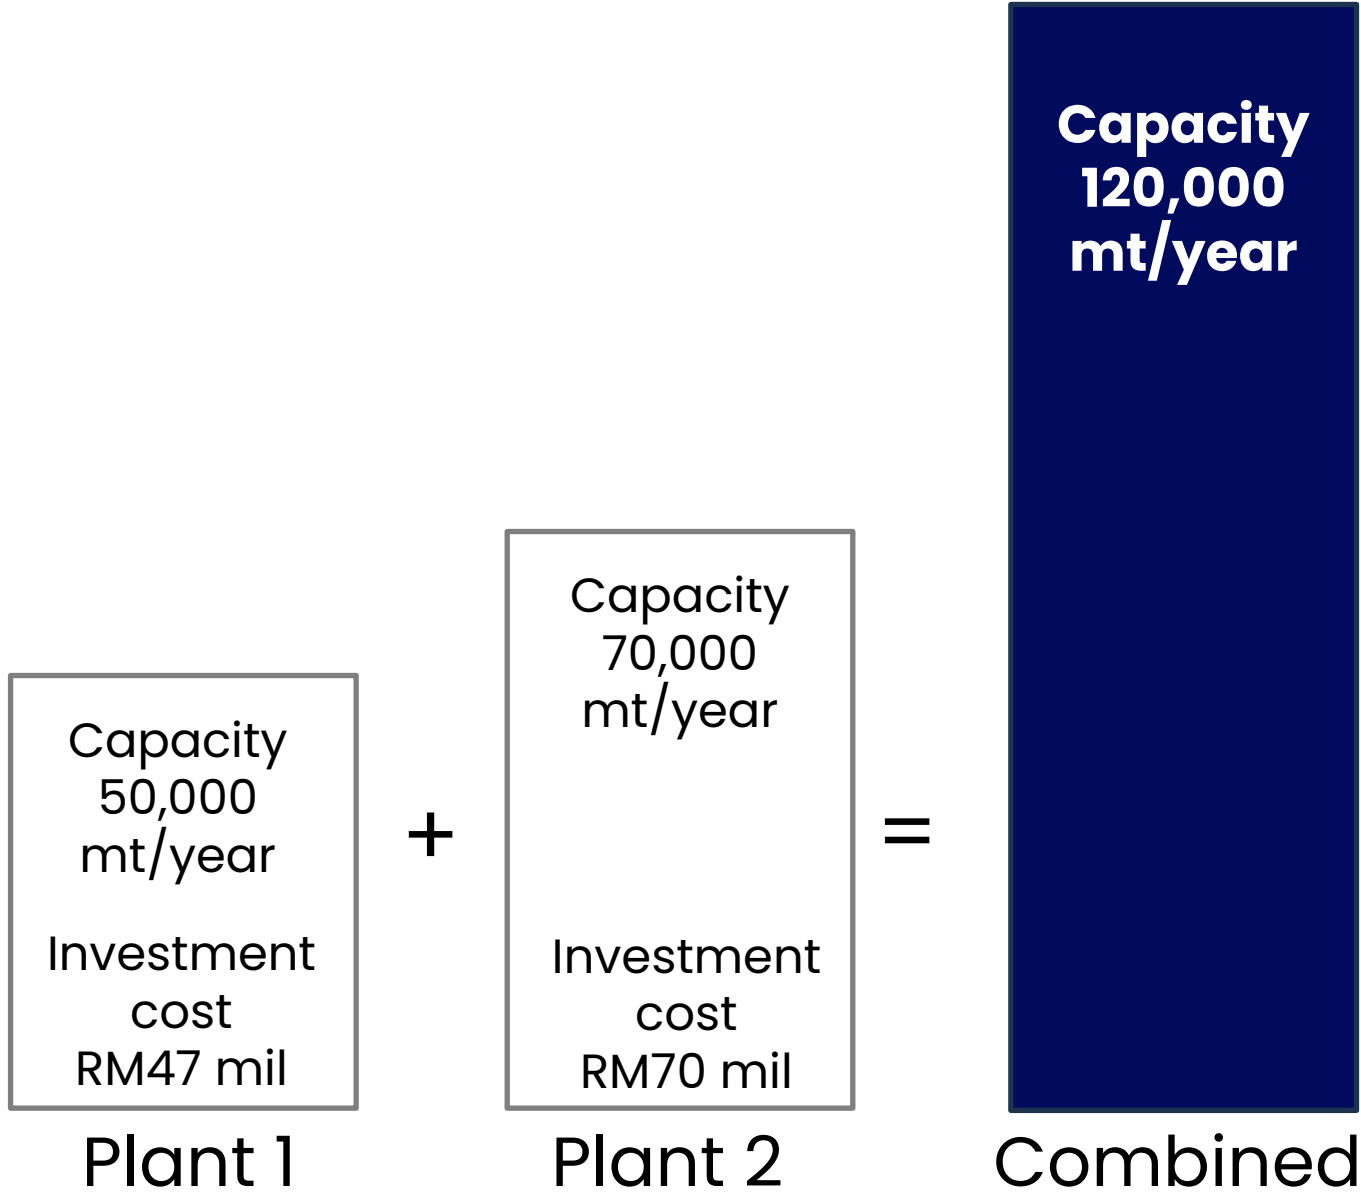 Capacity
50,000
mt/year
Investment
cost
RM47 mil
Plant 1
+
Capacity
70,000
mt/year
Investment
cost
RM70 mil
Plant 2
=
Capacity
120,000
mt/year
Combined